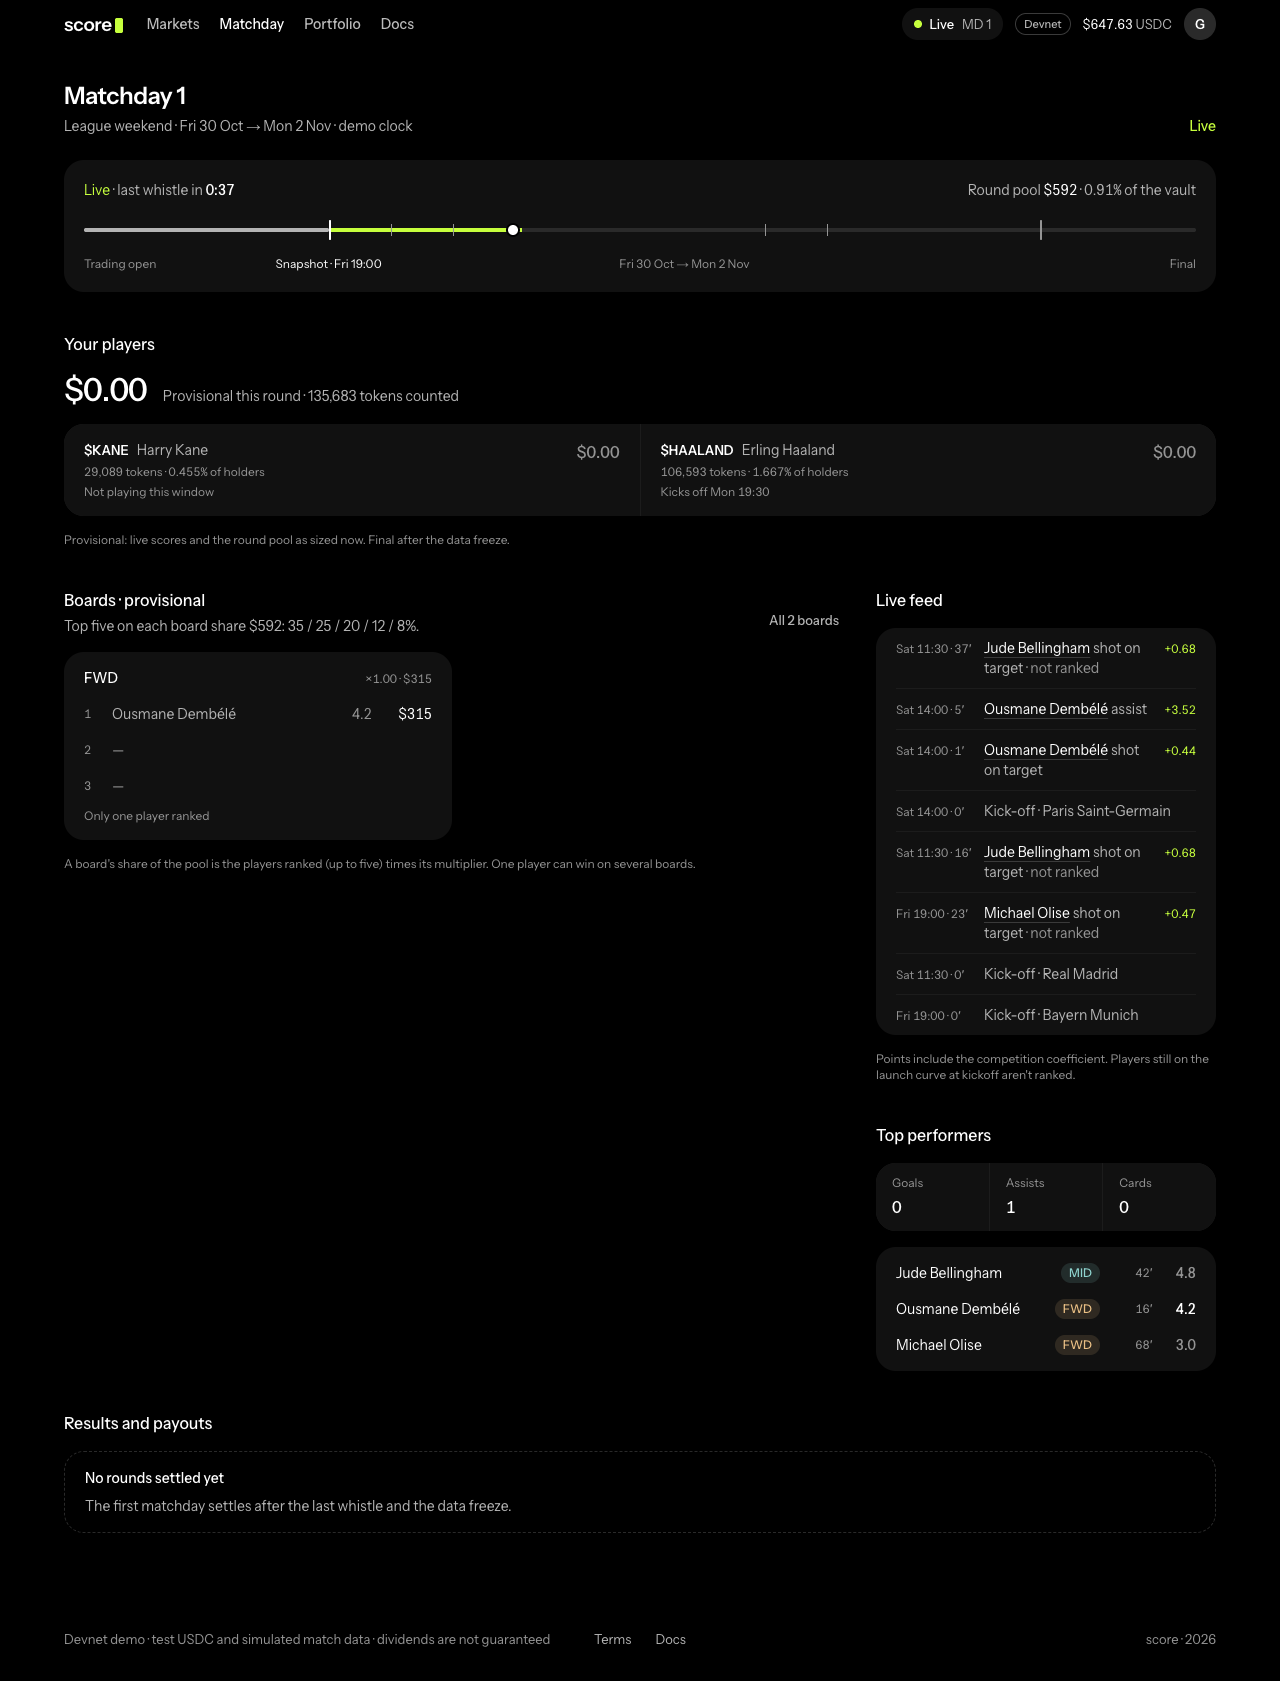 score
Markets
Matchday
Portfolio
Docs
Live MD 1
Devnet
$647.63 USDC
G
Matchday 1
League weekend · Fri 30 Oct → Mon 2 Nov · demo clock
Live
Live · last whistle in 0:37
Round pool $592 · 0.91% of the vault
Trading open
Snapshot · Fri 19:00
Fri 30 Oct → Mon 2 Nov
Final
Your players
$0.00 Provisional this round · 135,683 tokens counted
$KANE Harry Kane
$0.00
29,089 tokens · 0.455% of holders
Not playing this window
$HAALAND Erling Haaland
$0.00
106,593 tokens · 1.667% of holders
Kicks off Mon 19:30
Provisional: live scores and the round pool as sized now. Final after the data freeze.
Boards · provisional
Top five on each board share $592: 35 / 25 / 20 / 12 / 8%.
All 2 boards
FWD
×1.00 · $315
1 Ousmane Dembélé 4.2 $315
2 —
3 —
Only one player ranked
A board's share of the pool is the players ranked (up to five) times its multiplier. One player can win on several boards.
Live feed
Sat 11:30 · 37′ Jude Bellingham shot on +0.68
target · not ranked
Sat 14:00 · 5′ Ousmane Dembélé assist +3.52
Sat 14:00 · 1′ Ousmane Dembélé shot +0.44
on target
Sat 14:00 · 0′ Kick-off · Paris Saint-Germain
Sat 11:30 · 16′ Jude Bellingham shot on +0.68
target · not ranked
Fri 19:00 · 23′ Michael Olise shot on +0.47
target · not ranked
Sat 11:30 · 0′ Kick-off · Real Madrid
Fri 19:00 · 0′ Kick-off · Bayern Munich
Points include the competition coefficient. Players still on the
launch curve at kickoff aren't ranked.
Top performers
Goals
0
Assists
1
Cards
0
Jude Bellingham MID 42′ 4.8
Ousmane Dembélé FWD 16′ 4.2
Michael Olise FWD 68′ 3.0
Results and payouts
No rounds settled yet
The first matchday settles after the last whistle and the data freeze.
Devnet demo · test USDC and simulated match data · dividends are not guaranteed
Terms
Docs
score · 2026